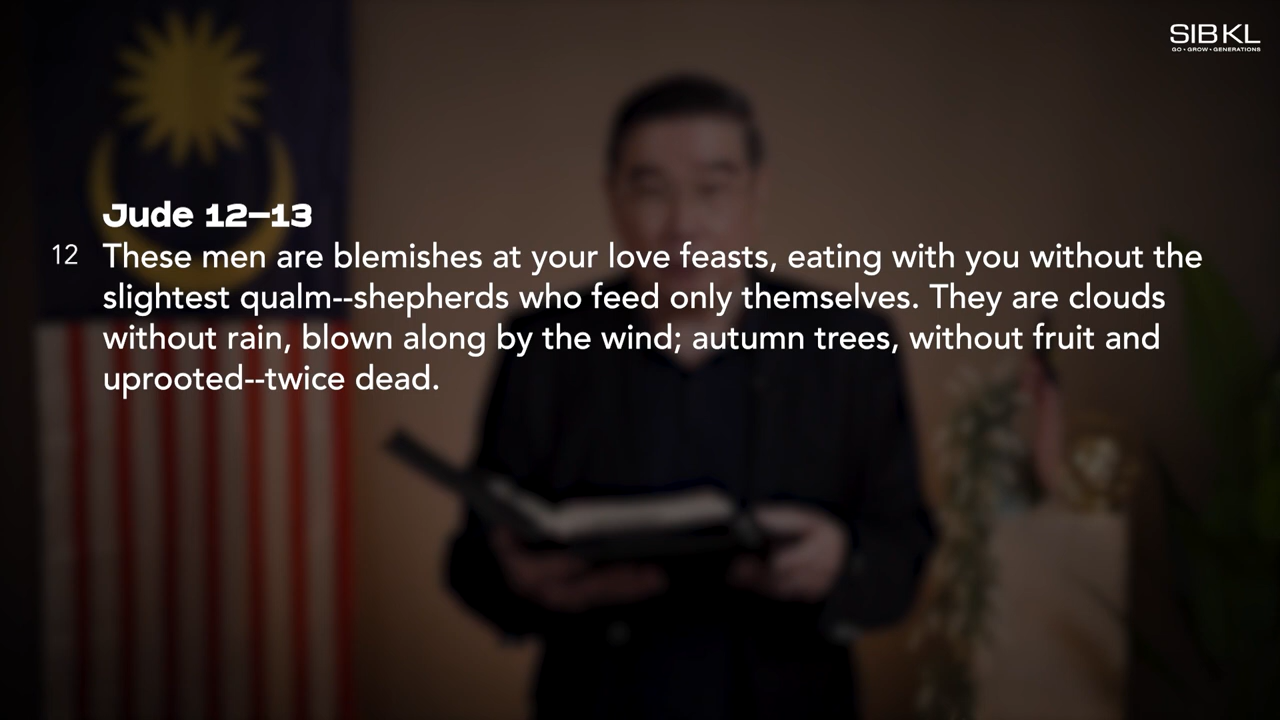 SIBKL
GO • GROW • GENERATIONS
Jude 12–13
12 These men are blemishes at your love feasts, eating with you without the
slightest qualm--shepherds who feed only themselves. They are clouds
without rain, blown along by the wind; autumn trees, without fruit and
uprooted--twice dead.